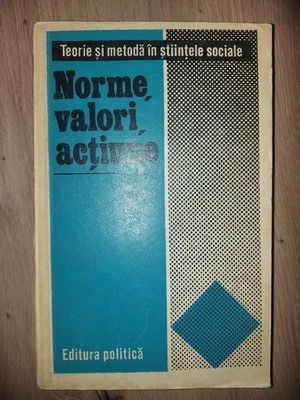 Teorie și metodă în științele sociale
Norme,
valori,
acțiune
Editura politică